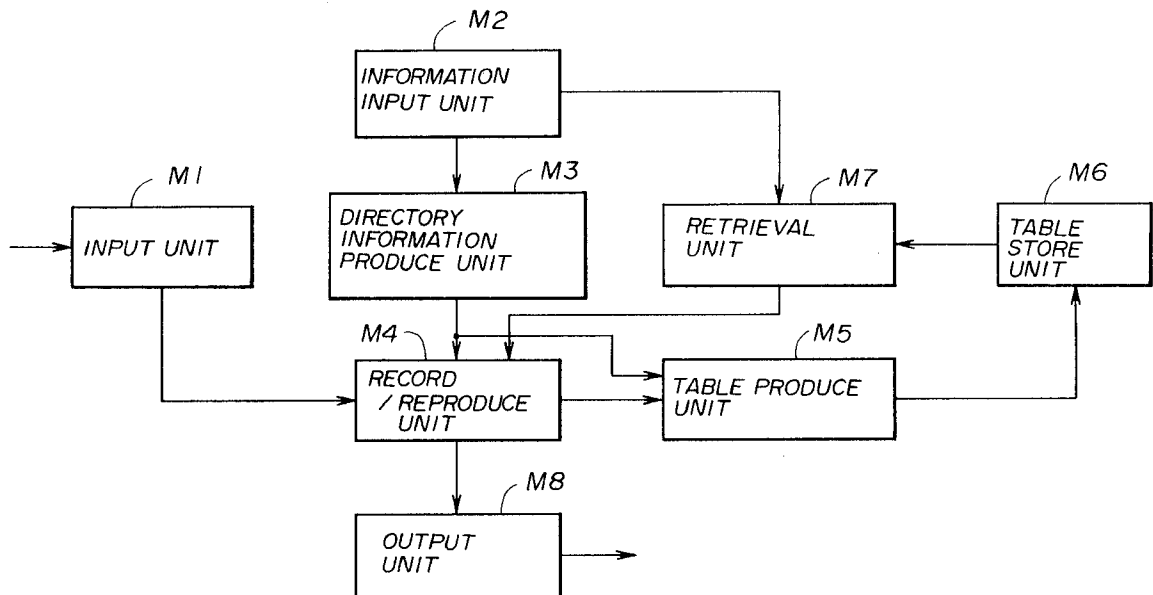 M2
INFORMATION
INPUT UNIT
M1
INPUT UNIT
M3
DIRECTORY
INFORMATION
PRODUCE UNIT
M7
RETRIEVAL
UNIT
M6
TABLE
STORE
UNIT
M4
RECORD
/REPRODUCE
UNIT
M5
TABLE PRODUCE
UNIT
M8
OUTPUT
UNIT